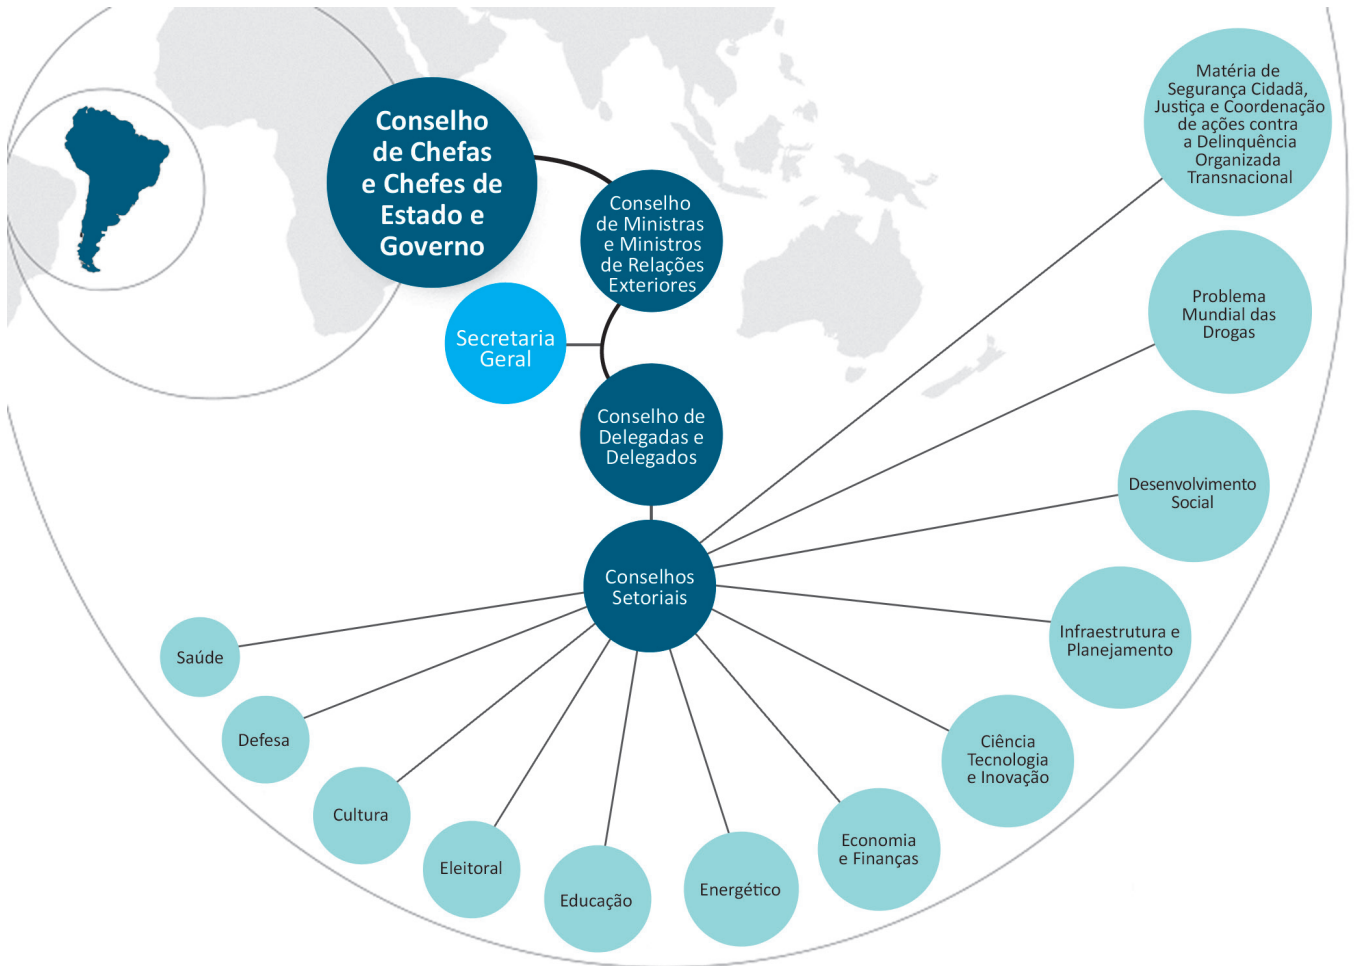 Conselho
de Chefas
e Chefes de
Estado e
Governo
Conselho
de Ministras
e Ministros
de Relações
Exteriores
Secretaria
Geral
Conselho de
Delegadas e
Delegados
Conselhos
Setoriais
Matéria de
Segurança Cidadã,
Justiça e Coordenação
de ações contra
a Delinquência
Organizada
Transnacional
Problema
Mundial das
Drogas
Desenvolvimento
Social
Infraestrutura e
Planejamento
Ciência
Tecnologia
e Inovação
Economia
e Finanças
Energético
Educação
Eleitoral
Cultura
Defesa
Saúde